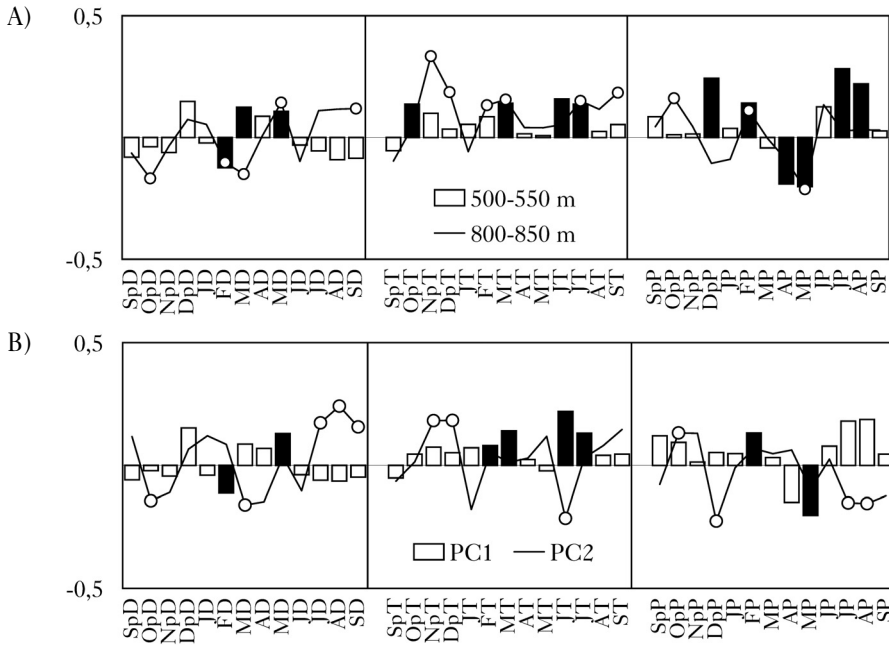 A)
0,5
-0,5
500-550 m
800-850 m
SpD OpD NpD DpD JD FD MD AD MD JD JD AD SD
SpT OpT NpT DpT JT FT MT AT MT JT JT AT ST
SpP OpP NpP DpP JP FP MP AP MP JP JP AP SP
B)
0,5
-0,5
PC1 PC2
SpD OpD NpD DpD JD FD MD AD MD JD JD AD SD
SpT OpT NpT DpT JT FT MT AT MT JT JT AT ST
SpP OpP NpP DpP JP FP MP AP MP JP JP AP SP